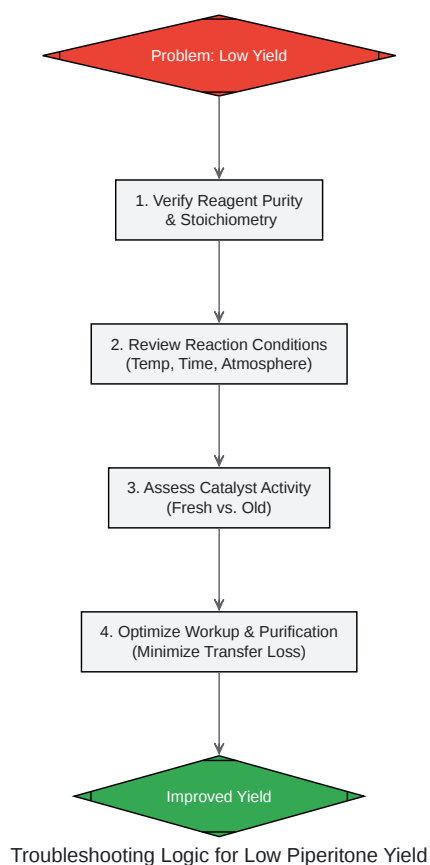 Problem: Low Yield
1. Verify Reagent Purity
& Stoichiometry
2. Review Reaction Conditions
(Temp, Time, Atmosphere)
3. Assess Catalyst Activity
(Fresh vs. Old)
4. Optimize Workup & Purification
(Minimize Transfer Loss)
Improved Yield
Troubleshooting Logic for Low Piperitone Yield